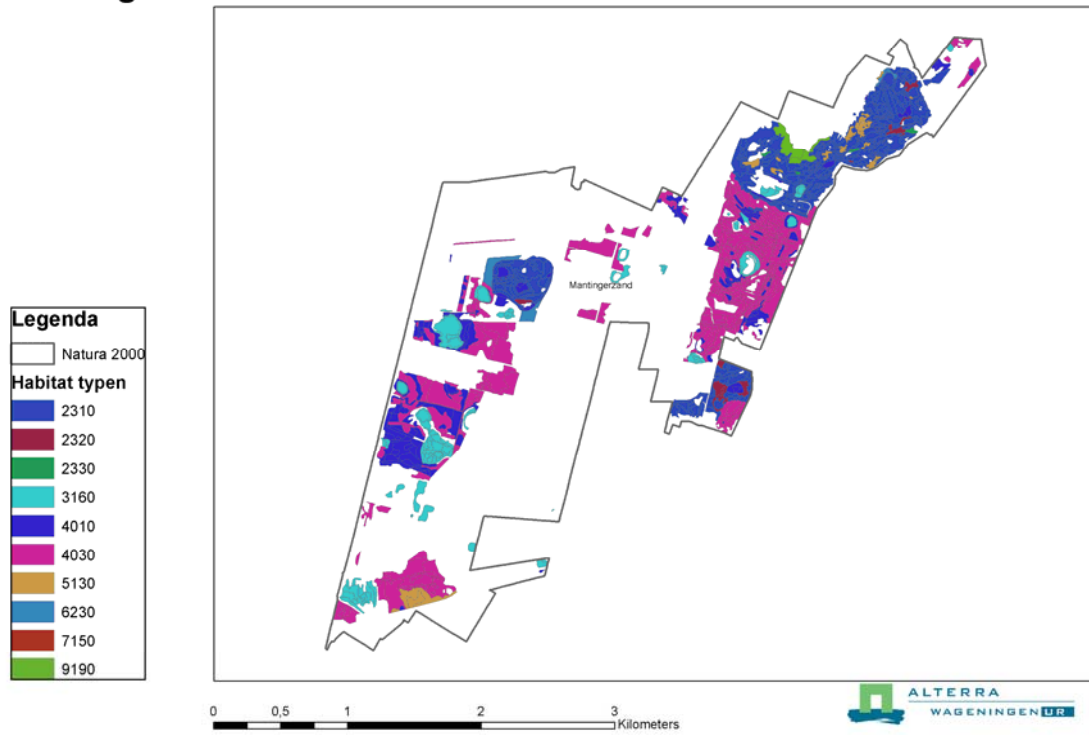 Mantingerzand
Legenda
Natura 2000
Habitat typen
2310
2320
2330
3160
4010
4030
5130
6230
7150
9190
0 0,5 1 2 3
Kilometers
ALTERRA
WAGENINGEN UR